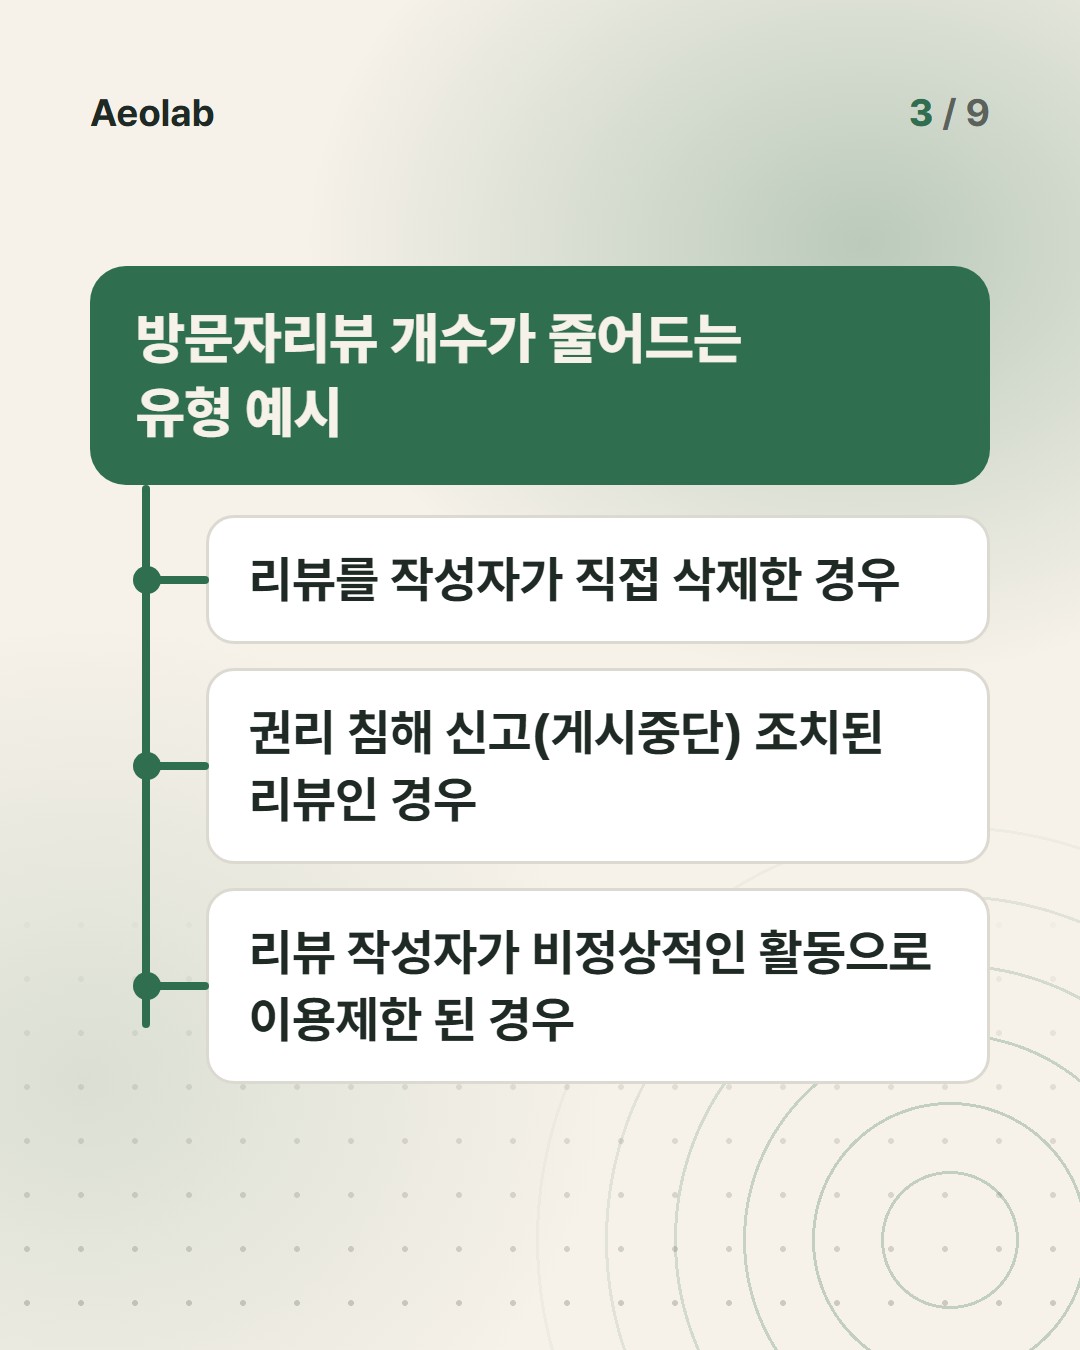 Aeolab
3 / 9
방문자리뷰 개수가 줄어드는
유형 예시
리뷰를 작성자가 직접 삭제한 경우
권리 침해 신고(게시중단) 조치된
리뷰인 경우
리뷰 작성자가 비정상적인 활동으로
이용제한 된 경우